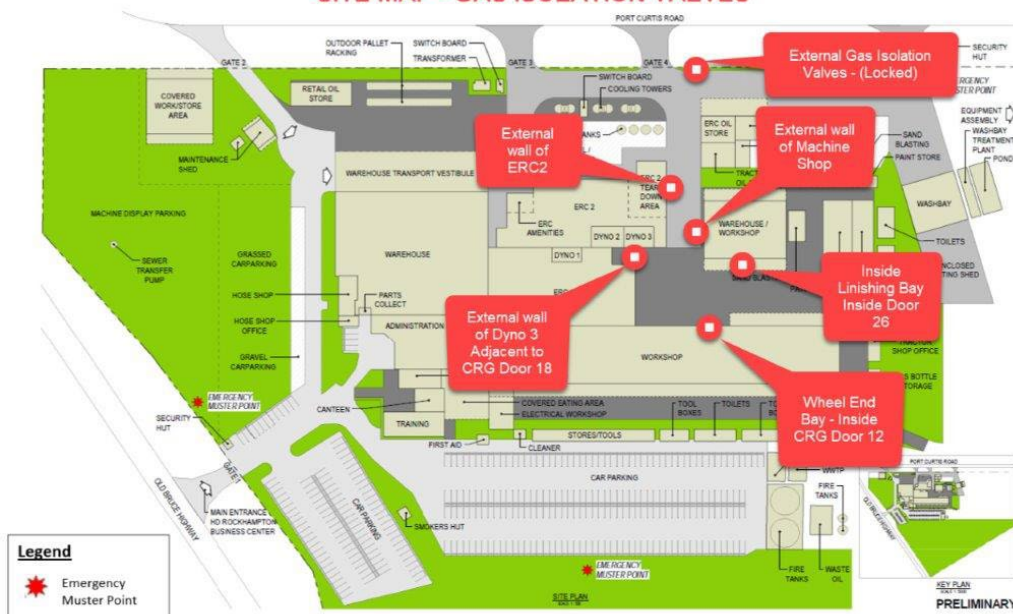 SITE MAP - GAS ISOLATION VALVES
PORT CURTIS ROAD
GATE 2
OUTDOOR PALLET
RACKING
SWITCH BOARD
TRANSFORMER
GATE 3
GATE 4
External Gas Isolation
Valves - (Locked)
SECURITY
HUT
EMERGENCY
MUSTER POINT
COVERED
WORK/STORE
AREA
RETAIL OIL
STORE
SWITCH BOARD
COOLING TOWERS
EQUIPMENT
ASSEMBLY
WASHBAY
TREATMENT
PLANT
POND
External
wall of
ERC2
ERC OIL
STORE
External wall
of Machine
Shop
SAND
BLASTING
PAINT STORE
MAINTENANCE
SHED
WAREHOUSE TRANSPORT VESTIBULE
ERC 2
TEAR
DOWN
AREA
OIL
WASHBAY
MACHINE DISPLAY PARKING
ERC 2
ERC
AMENITIES
WAREHOUSE /
WORKSHOP
DYNO 2
DYNO 3
TOILETS
SEWER
TRANSFER
PUMP
GRASSED
CARPARKING
WAREHOUSE
DYNO 1
HOSE SHOP
PARTS
COLLECT
Inside
Linishing Bay
Inside Door
26
HOSE SHOP
OFFICE
ADMINISTRATION
External wall
of Dyno 3
Adjacent to
CRG Door 18
WORKSHOP
SHOP OFFICE
GRAVEL
CARPARKING
EMERGENCY
MUSTER POINT
CANTEEN
COVERED EATING AREA
ELECTRICAL WORKSHOP
TOOL
BOXES
TOILETS
Wheel End
Bay - Inside
CRG Door 12
SECURITY
HUT
TRAINING
FIRST AID
CLEANER
STORES/TOOLS
GATE 1
OLD BRUCE HIGHWAY
MAIN ENTRANCE
HD ROCKHAMPTON
BUSINESS CENTER
CAR PARKING
SMOKERS HUT
CAR PARKING
WWTP
FIRE
TANKS
PORT CURTIS ROAD
OLD BRUCE HIGHWAY
Legend
Emergency
Muster Point
EMERGENCY
MUSTER POINT
SITE PLAN
FIRE
TANKS
WASTE
OIL
KEY PLAN
PRELIMINARY